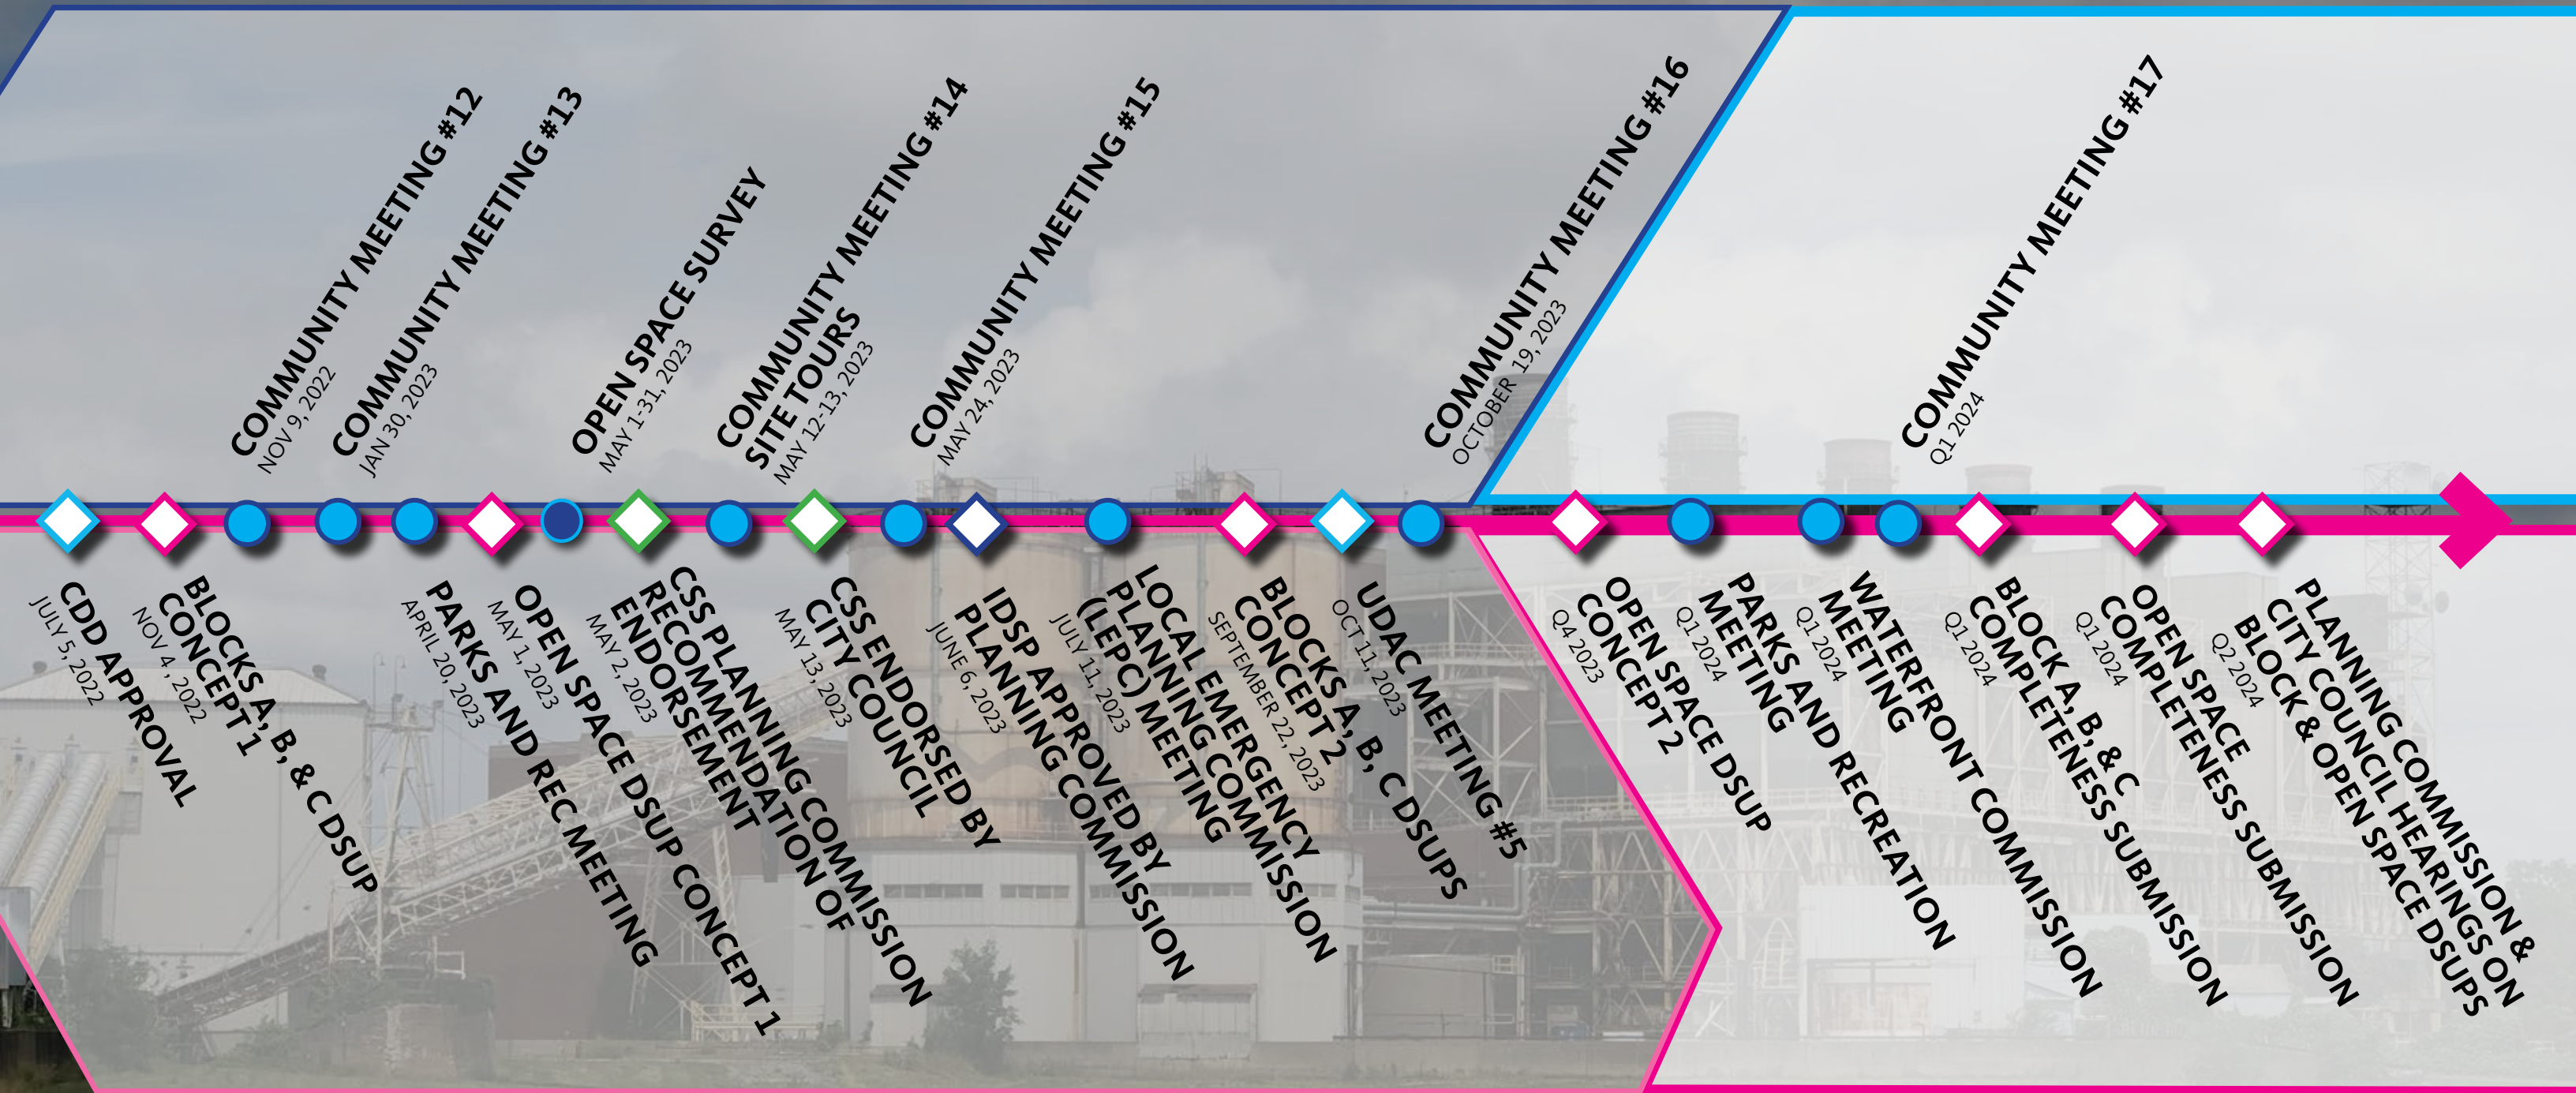 COMMUNITY MEETING #12
NOV 9, 2022
COMMUNITY MEETING #13
JAN 30, 2023
OPEN SPACE SURVEY
MAY 1-31, 2023
COMMUNITY MEETING #14
SITE TOURS
MAY 12-13, 2023
COMMUNITY MEETING #15
MAY 24, 2023
COMMUNITY MEETING #16
OCTOBER 19, 2023
COMMUNITY MEETING #17
Q1 2024
CDD APPROVAL
JULY 5, 2022
BLOCKS A, B, & C DSUP
CONCEPT 1
NOV 4, 2022
PARKS AND REC MEETING
APRIL 20, 2023
OPEN SPACE DSUP CONCEPT 1
MAY 1, 2023
CSS PLANNING COMMISSION
RECOMMENDATION OF
ENDORSEMENT
MAY 2, 2023
CSS ENDORSED BY
CITY COUNCIL
MAY 13, 2023
IDSP APPROVED BY
PLANNING COMMISSION
JUNE 6, 2023
LOCAL EMERGENCY
PLANNING COMMISSION
(LEPC) MEETING
JULY 11, 2023
BLOCKS A, B, C DSUPS
CONCEPT 2
SEPTEMBER 22, 2023
UDAC MEETING #5
OCT 11, 2023
OPEN SPACE DSUP
CONCEPT 2
Q4 2023
PARKS AND RECREATION
MEETING
Q1 2024
WATERFRONT COMMISSION
MEETING
Q1 2024
BLOCK A, B, & C
COMPLETENESS SUBMISSION
Q1 2024
OPEN SPACE
COMPLETENESS SUBMISSION
Q1 2024
PLANNING COMMISSION &
CITY COUNCIL HEARINGS ON
BLOCK & OPEN SPACE DSUPS
Q2 2024